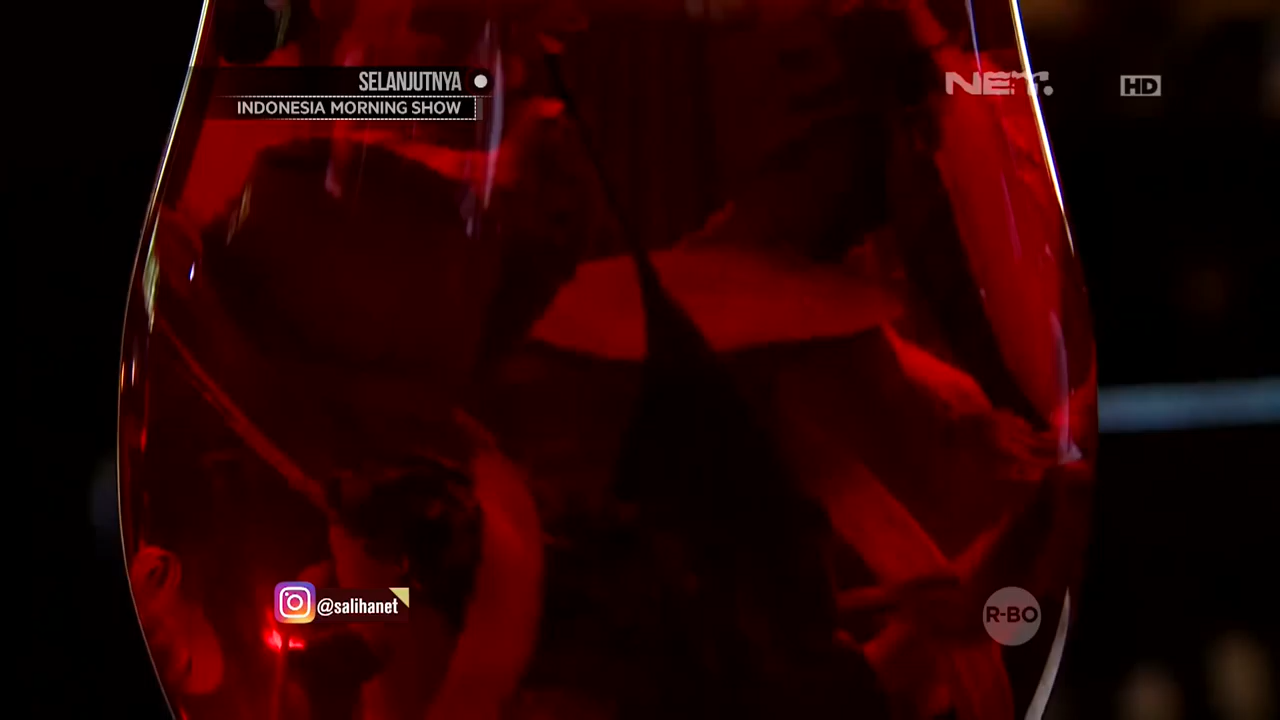 SELANJUTNYA
INDONESIA MORNING SHOW
NET.
HD
@salihanet
R-BO